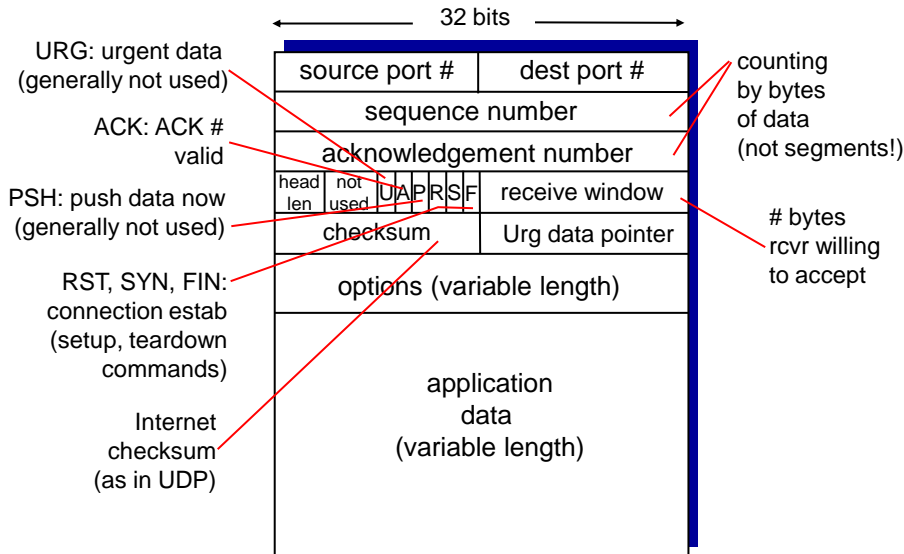 32 bits
URG: urgent data
(generally not used)
ACK: ACK #
valid
PSH: push data now
(generally not used)
RST, SYN, FIN:
connection estab
(setup, teardown
commands)
Internet
checksum
(as in UDP)
source port #
dest port #
sequence number
acknowledgement number
head
len
not
used
U A P R S F
receive window
checksum
Urg data pointer
options (variable length)
application
data
(variable length)
counting
by bytes
of data
(not segments!)
# bytes
rcvr willing
to accept